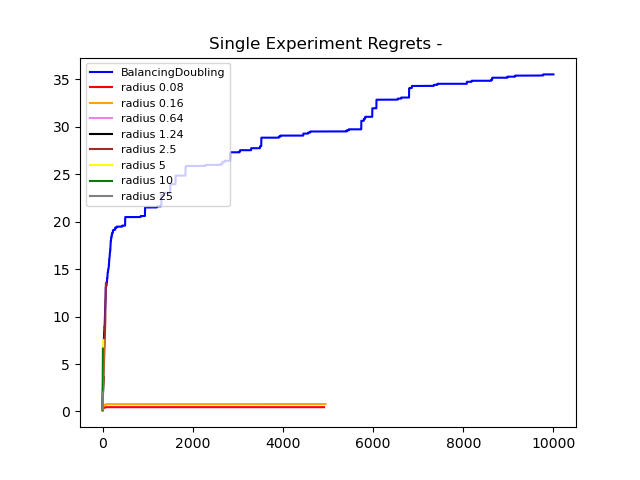 Single Experiment Regrets -
BalancingDoubling
radius 0.08
radius 0.16
radius 0.64
radius 1.24
radius 2.5
radius 5
radius 10
radius 25
35
30
25
20
15
10
5
0
0 2000 4000 6000 8000 10000